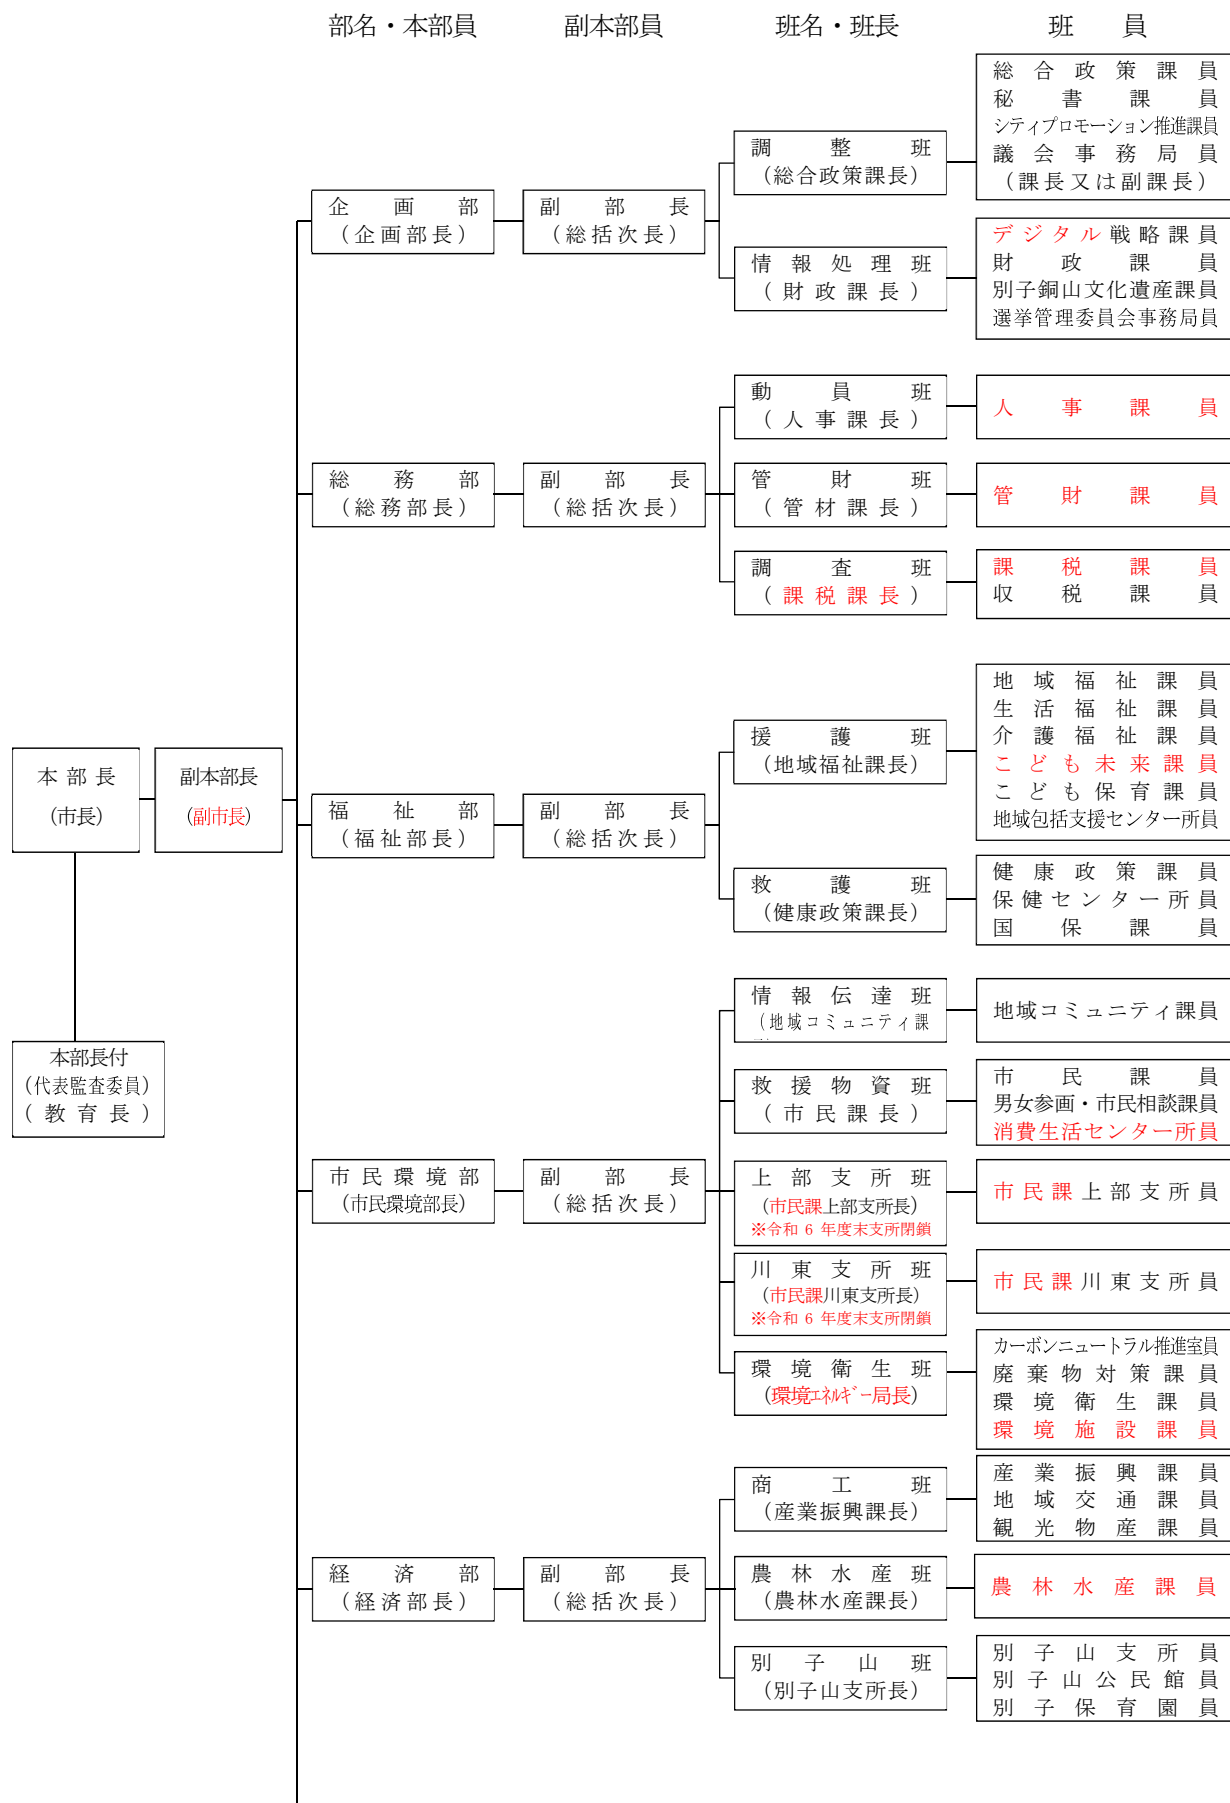 部名・本部員　副本部員　班名・班長　班員
本部長
（市長）
副本部長
（副市長）
本部長付
（代表監査委員）
（教育長）
企画部
（企画部長）
副部長
（総括次長）
調整班
（総合政策課長）
総合政策課員
秘書課員
シティプロモーション推進課員
議会事務局員
（課長又は副課長）
情報処理班
（財政課長）
デジタル戦略課員
財政課員
別子銅山文化遺産課員
選挙管理委員会事務局員
総務部
（総務部長）
副部長
（総括次長）
動員班
（人事課長）
人事課員
管財班
（管材課長）
管財課員
調査班
（課税課長）
課税課員
収税課員
福祉部
（福祉部長）
副部長
（総括次長）
援護班
（地域福祉課長）
地域福祉課員
生活福祉課員
介護福祉課員
こども未来課員
こども保育課員
地域包括支援センター所員
救護班
（健康政策課長）
健康政策課員
保健センター所員
国保課員
市民環境部
（市民環境部長）
副部長
（総括次長）
情報伝達班
（地域コミュニティ課
地域コミュニティ課員
救援物資班
（市民課長）
市民課員
男女参画・市民相談課員
消費生活センター所員
上部支所班
（市民課上部支所長）
※令和6年度末支所閉鎖
市民課上部支所員
川東支所班
（市民課川東支所長）
※令和6年度末支所閉鎖
市民課川東支所員
環境衛生班
（環境エネルギー局長）
カーボンニュートラル推進室員
廃棄物対策課員
環境衛生課員
環境施設課員
経済部
（経済部長）
副部長
（総括次長）
商工班
（産業振興課長）
産業振興課員
地域交通課員
観光物産課員
農林水産班
（農林水産課長）
農林水産課員
別子山班
（別子山支所長）
別子山支所員
別子山公民館員
別子保育園員